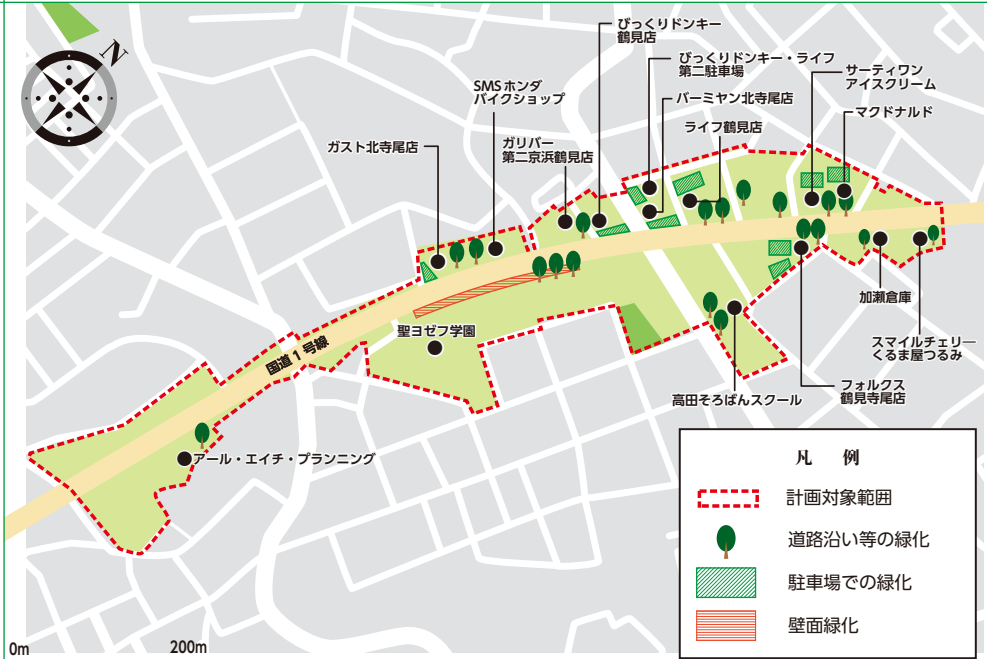 N
びっくりドンキー
鶴見店
びっくりドンキー・ライフ
第二駐車場
サーティワン
アイスクリーム
SMSホンダ
バイクショップ
バーミヤン北寺尾店
マクドナルド
ライフ鶴見店
ガスト北寺尾店
ガリバー
第二京浜鶴見店
加瀬倉庫
聖ヨゼフ学園
国道1号線
スマイルチェリー
くるま屋つるみ
フォルクス
鶴見寺尾店
高田そろばんスクール
アール・エイチ・プランニング
凡 例
計画対象範囲
道路沿い等の緑化
駐車場での緑化
壁面緑化
0m
200m